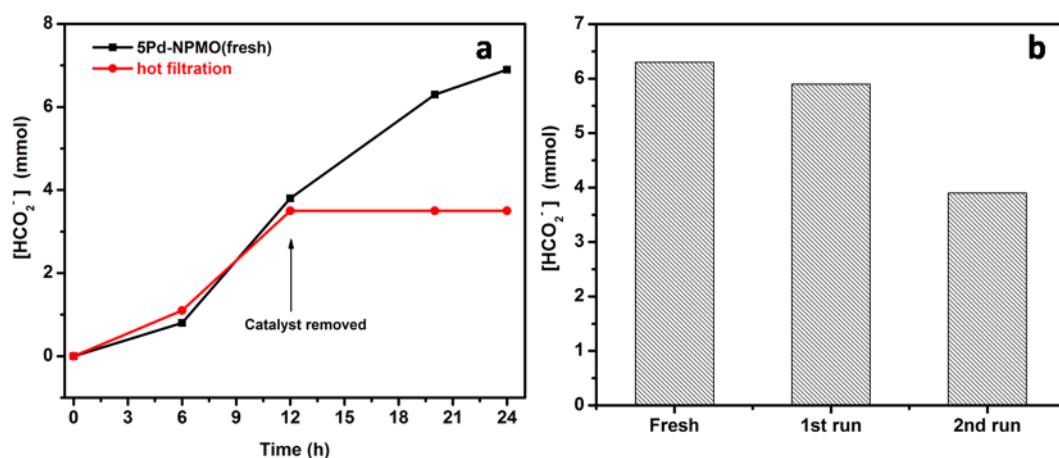 a
5Pd-NPMO(fresh)
hot filtration
8
6
4
2
0
[HCO₂⁻] (mmol)
Catalyst removed
0 3 6 9 12 15 18 21 24
Time (h)
b
7
6
5
4
3
2
1
0
[HCO₂⁻] (mmol)
Fresh 1st run 2nd run